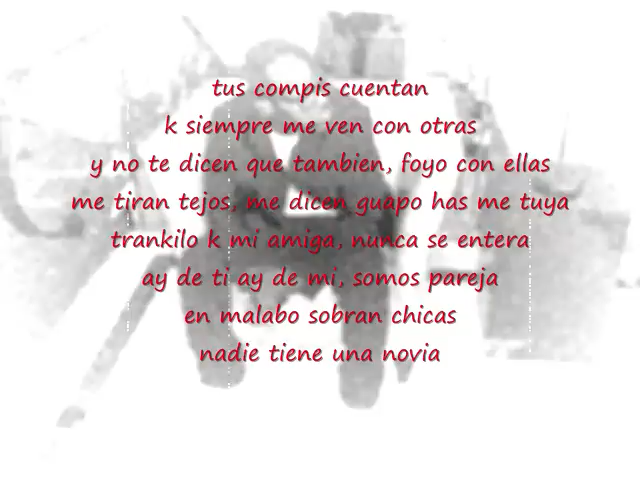 tus compis cuentan
k siempre me ven con otras
y no te dicen que tambien, foyo con ellas
me tiran tejos, me dicen guapo has me tuya
trankilo k mi amiga, nunca se entera
ay de ti ay de mi, somos pareja
en malabo sobran chicas
nadie tiene una novia